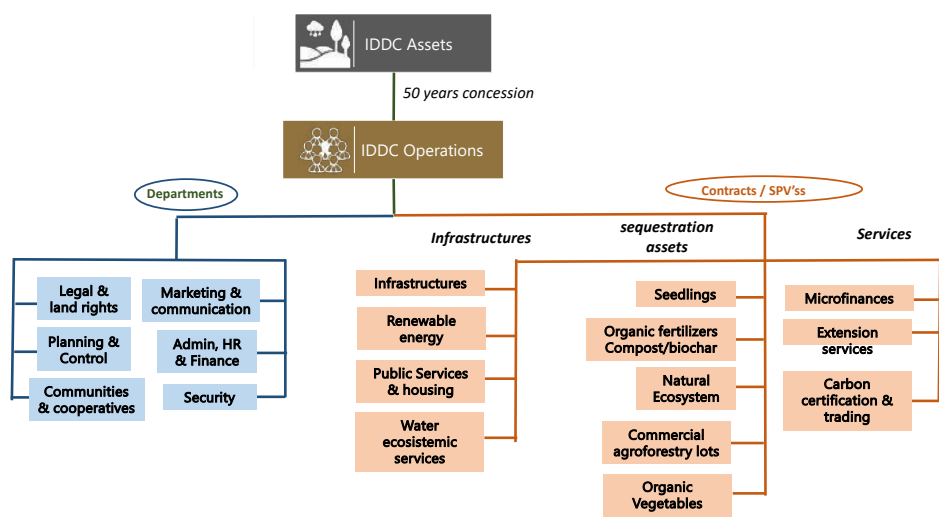 IDDC Assets
50 years concession
IDDC Operations
Departments
Contracts / SPV'ss
Infrastructures
sequestration
assets
Services
Legal &
land rights
Marketing &
communication
Planning &
Control
Admin, HR
& Finance
Communities
& cooperatives
Security
Infrastructures
Renewable
energy
Public Services
& housing
Water
ecosistemic
services
Seedlings
Organic fertilizers
Compost/biochar
Natural
Ecosystem
Commercial
agroforestry lots
Organic
Vegetables
Microfinances
Extension
services
Carbon
certification &
trading